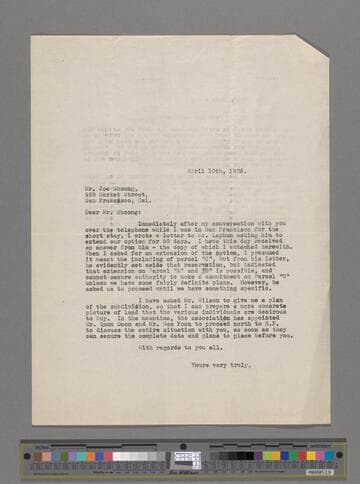 April 10th, 1929.
Mr. Joe Shoong,
929 Market Street,
San Francisco, Cal.
Dear Mr. Shoong:
Immediately after my conversation with you
over the telephone while I was in San Francisco for the
short stay, I wrote a letter to Mr. Lapham asking him to
extend our option for 90 days. I have this day received
an answer from him - the copy of which I attached herewith.
When I asked for an extension of the option, I presumed
it meant the including of parcel "C", but from his letter,
he evidently set aside that reservation, but indicated
that extension on Parcel "A" and "B" is possible, and
cannot secure authority to make a commitment on Parcel "C"
unless we have some fairly definite plans. However, he
asked us to proceed until we have something specific.
I have asked Mr. Wilson to give me a plan
of the subdivision, so that I can prepare a more concrete
picture of land that the various individuals are desirous
to buy. In the meantime, the association has appointed
Mr. Quon Doon and Mr. Foon to proceed north to S.F.
to discuss the entire situation with you, as soon as they
can secure the complete data and plans to place before you.
With regards to you all.
Yours very truly,
M000519